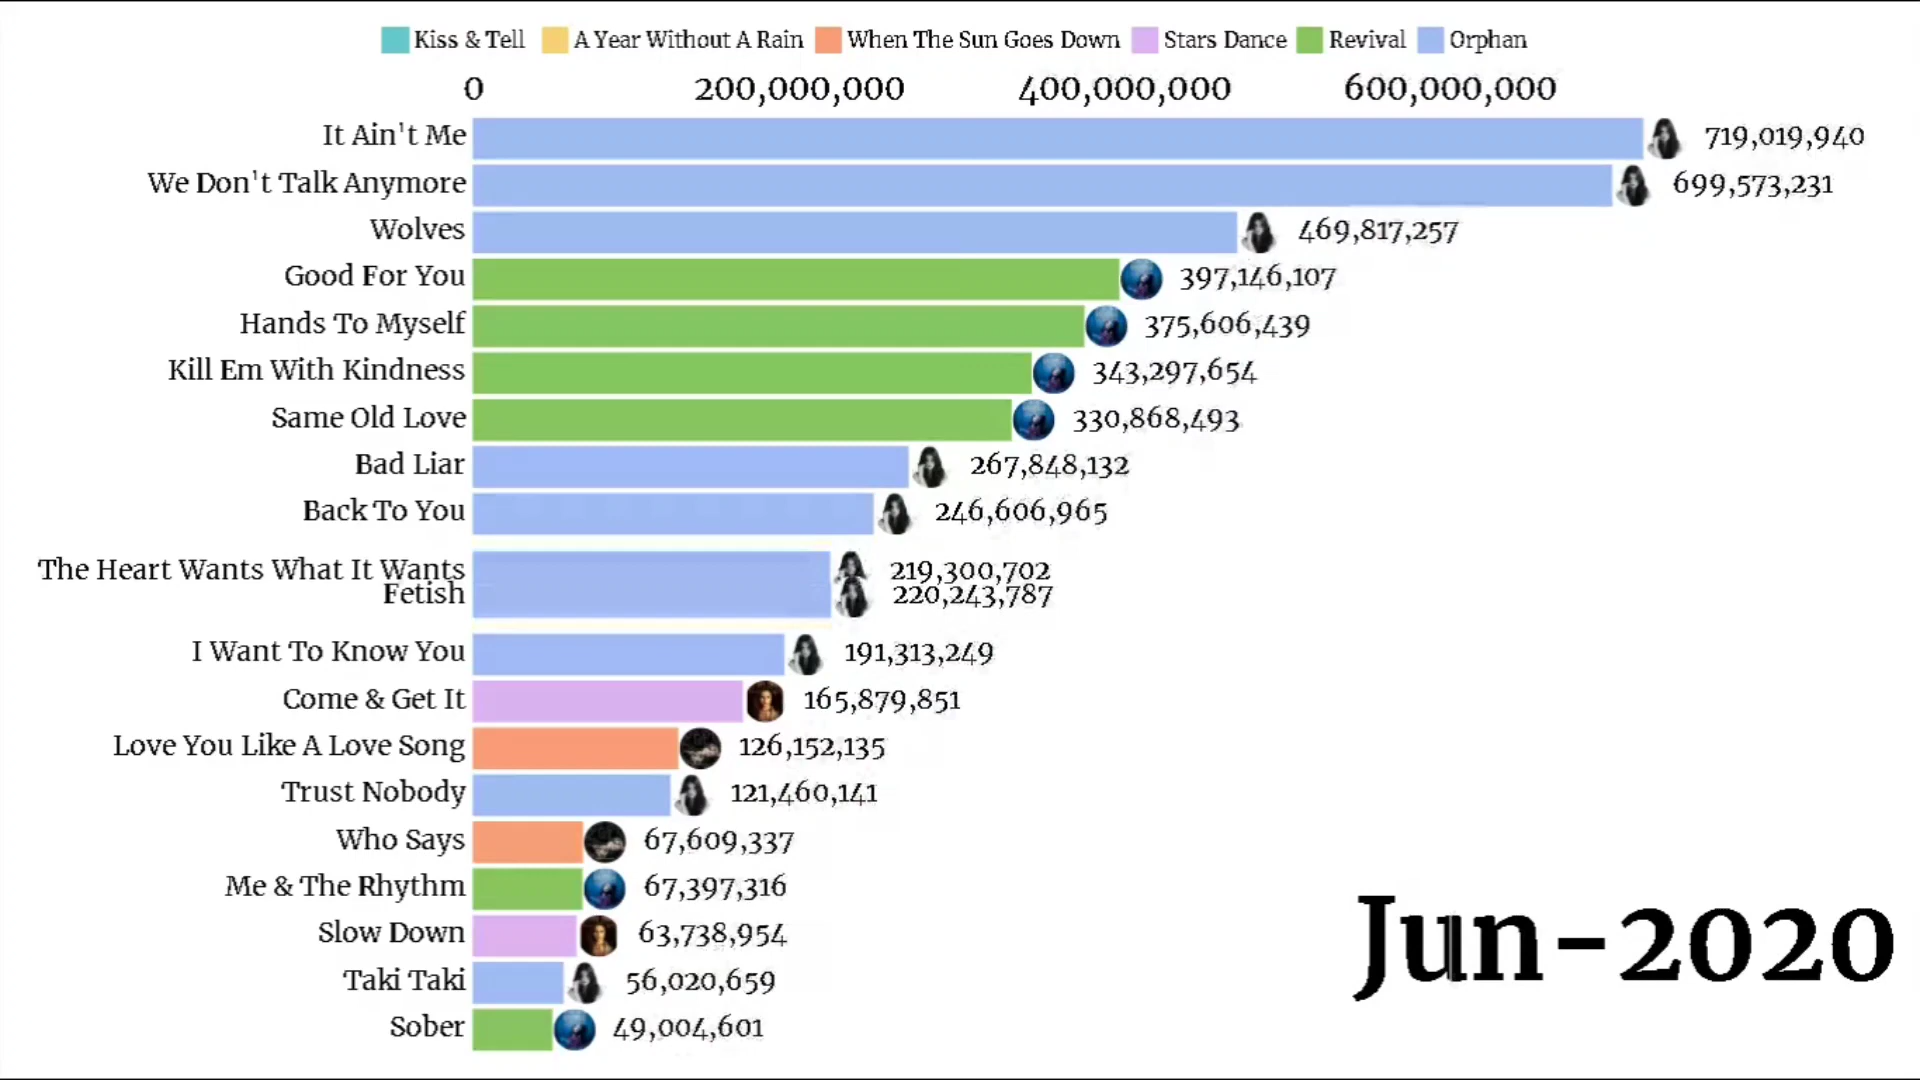 Kiss & Tell A Year Without A Rain When The Sun Goes Down Stars Dance Revival Orphan
0 200,000,000 400,000,000 600,000,000
It Ain't Me 719,019,940
We Don't Talk Anymore 699,573,231
Wolves 469,817,257
Good For You 397,146,107
Hands To Myself 375,606,439
Kill Em With Kindness 343,297,654
Same Old Love 330,868,493
Bad Liar 267,848,132
Back To You 246,606,965
The Heart Wants What It Wants 219,300,702
Fetish 220,243,787
I Want To Know You 191,313,249
Come & Get It 165,879,851
Love You Like A Love Song 126,152,135
Trust Nobody 121,460,141
Who Says 67,609,337
Me & The Rhythm 67,397,316
Slow Down 63,738,954
Taki Taki 56,020,659
Sober 49,004,601
Jun-2020